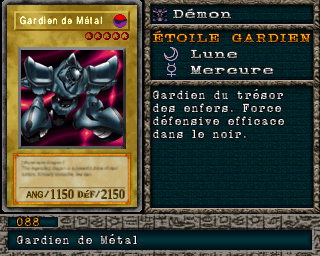 Gardien de Métal
ANG/1150 DéF/2150
Démon
ÉTOILE GARDIEN
Lune
Mercure
Gardien du trésor
des enfers. Force
défensive efficace
dans le noir.
088
Gardien de Métal